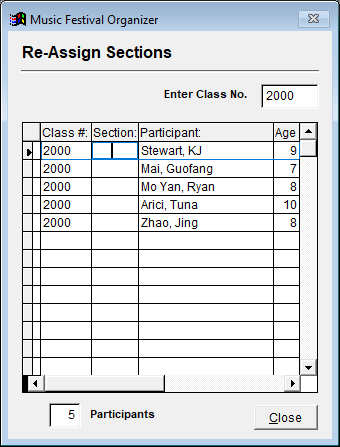 Music Festival Organizer
Re-Assign Sections
Enter Class No. 2000
Class #: Section: Participant: Age
2000 Stewart, KJ 9
2000 Mai, Guofang 7
2000 Mo Yan, Ryan 8
2000 Arici, Tuna 10
2000 Zhao, Jing 8
5 Participants Close